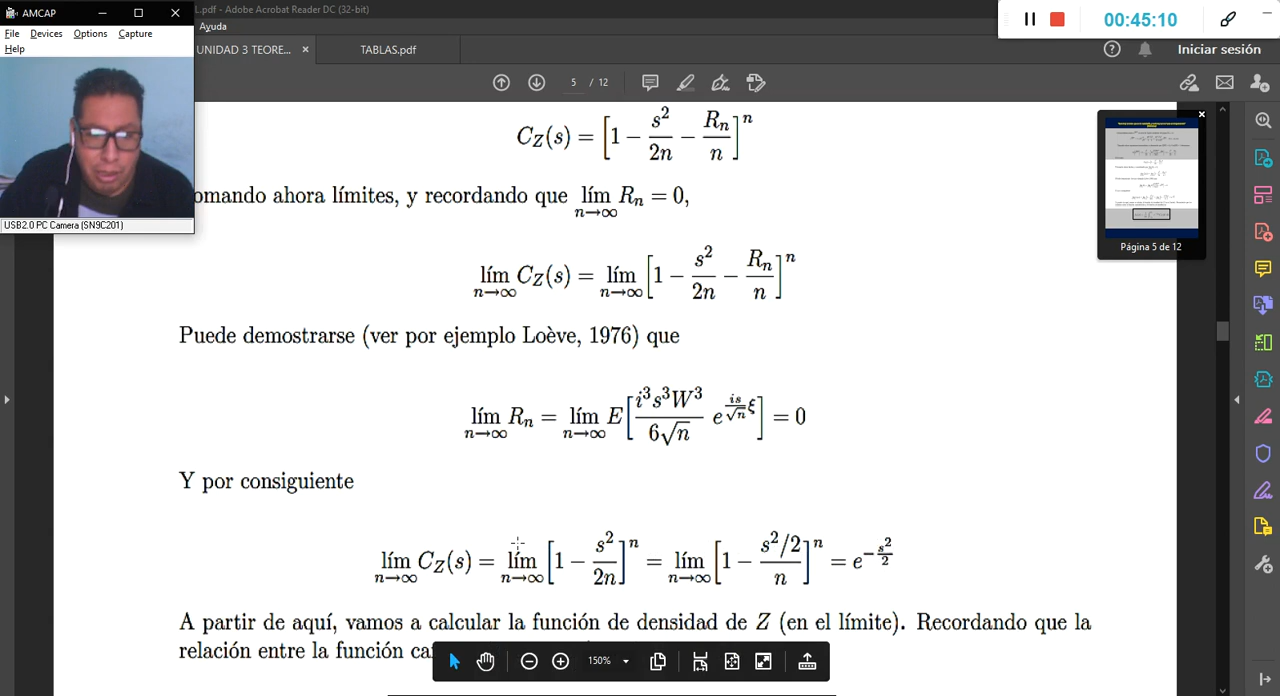 AMCAP
L.pdf - Adobe Acrobat Reader DC (32-bit)
File Devices Options Capture
Help
Ayuda
00:45:10
UNIDAD 3 TEORE... ×
TABLAS.pdf
Iniciar sesión
5 / 12
C_Z(s) = [1 − s²/2n − R_n/n]^n
omando ahora límites, y recordando que lím_{n→∞} R_n = 0,
USB2.0 PC Camera (SN9C201)
Página 5 de 12
lím_{n→∞} C_Z(s) = lím_{n→∞} [1 − s²/2n − R_n/n]^n
Puede demostrarse (ver por ejemplo Loève, 1976) que
lím_{n→∞} R_n = lím_{n→∞} E[i³s³W³/6√n e^{is/√n ξ}] = 0
Y por consiguiente
lím_{n→∞} C_Z(s) = lím_{n→∞} [1 − s²/2n]^n = lím_{n→∞} [1 − s²/2/n]^n = e^{−s²/2}
A partir de aquí, vamos a calcular la función de densidad de Z (en el límite). Recordando que la
relación entre la función ca
150%